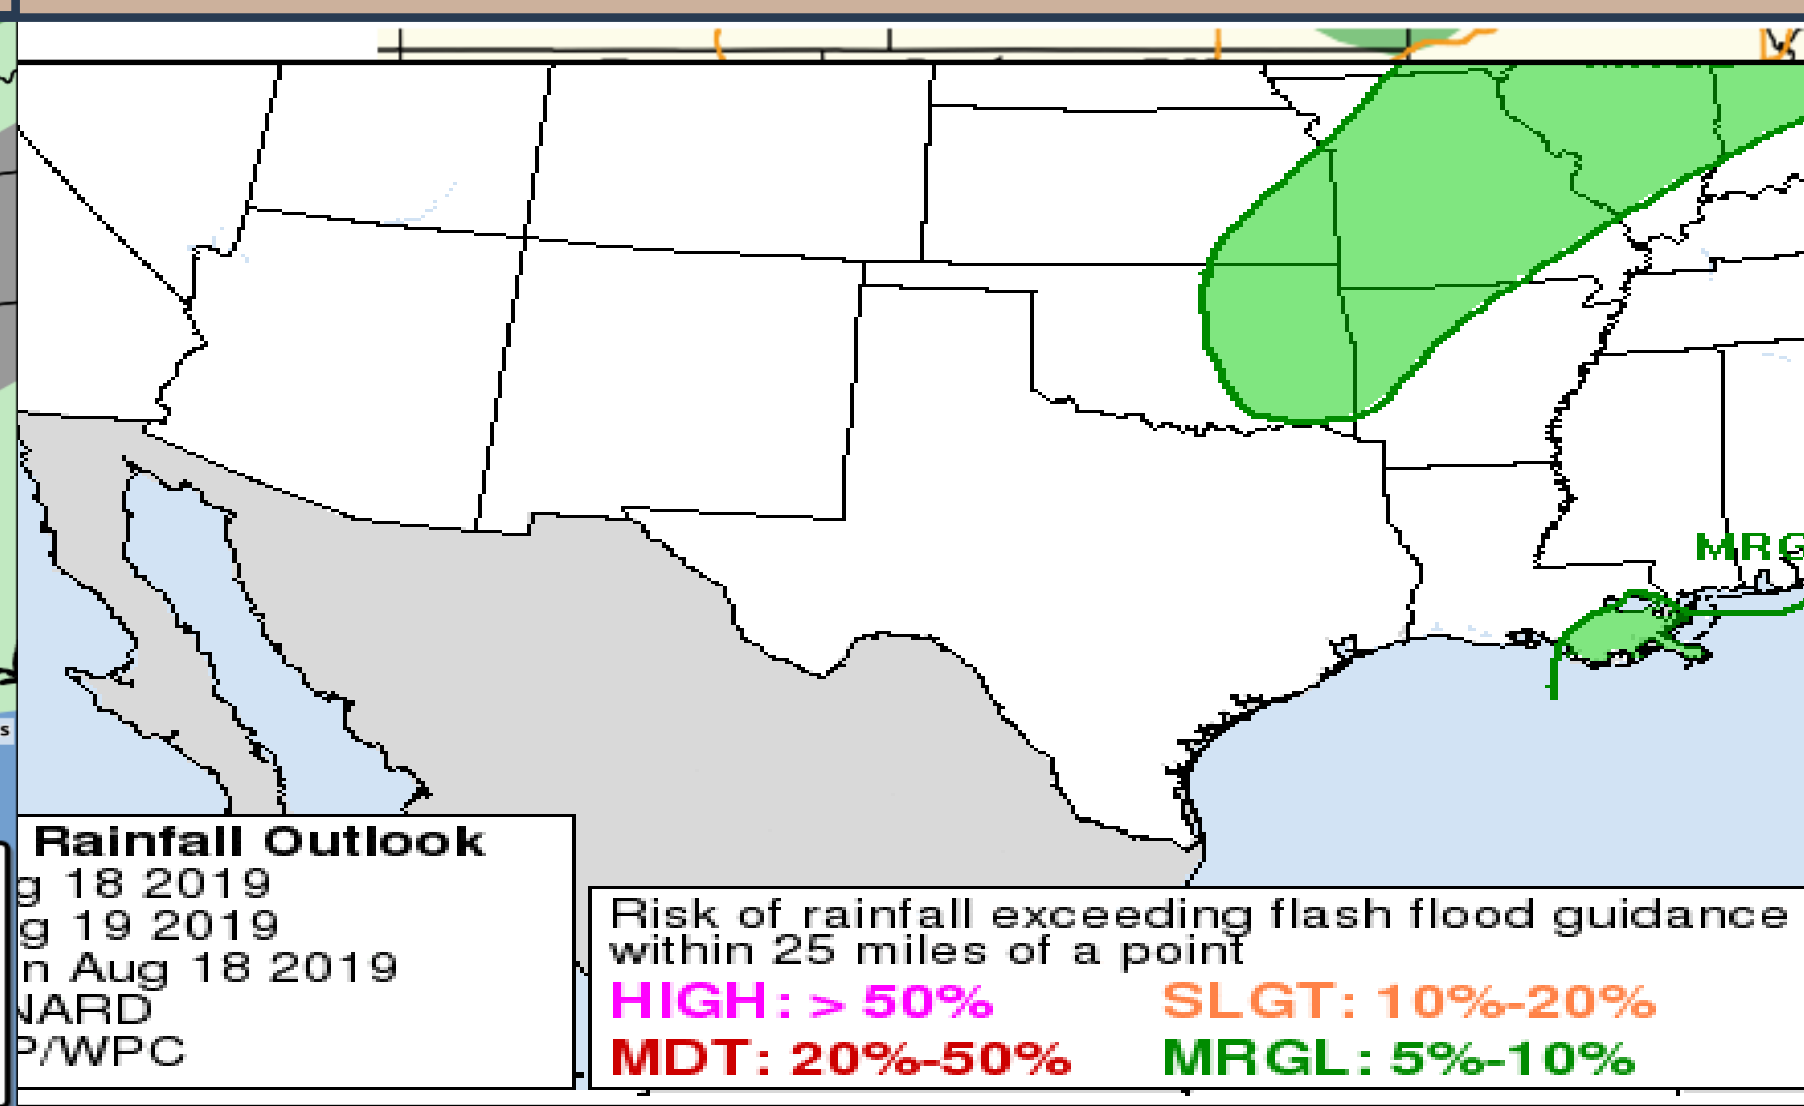 MRG
Rainfall Outlook
g 18 2019
g 19 2019
n Aug 18 2019
NARD
P/WPC
Risk of rainfall exceeding flash flood guidance
within 25 miles of a point
HIGH: > 50% SLGT: 10%-20%
MDT: 20%-50% MRGL: 5%-10%
s